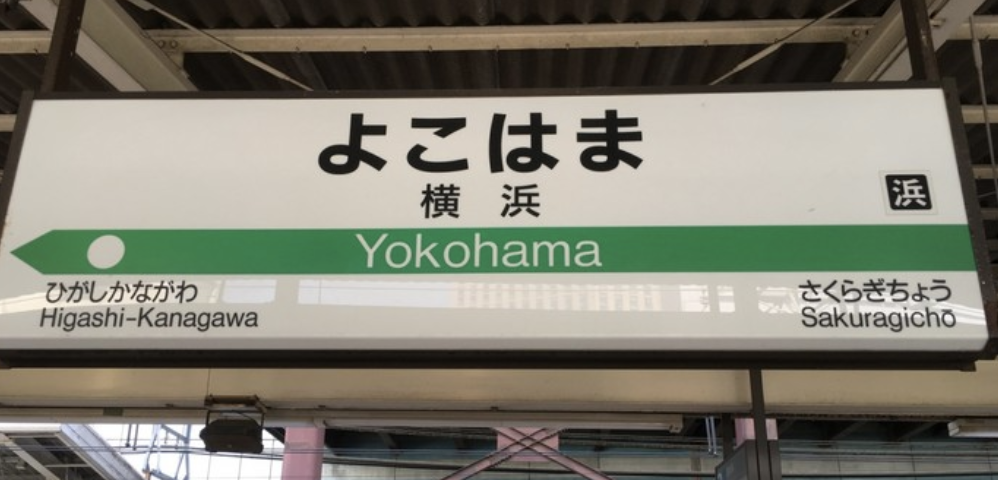 よこはま
横 浜
浜
Yokohama
ひがしかながわ
Higashi-Kanagawa
さくらぎちょう
Sakuragichō